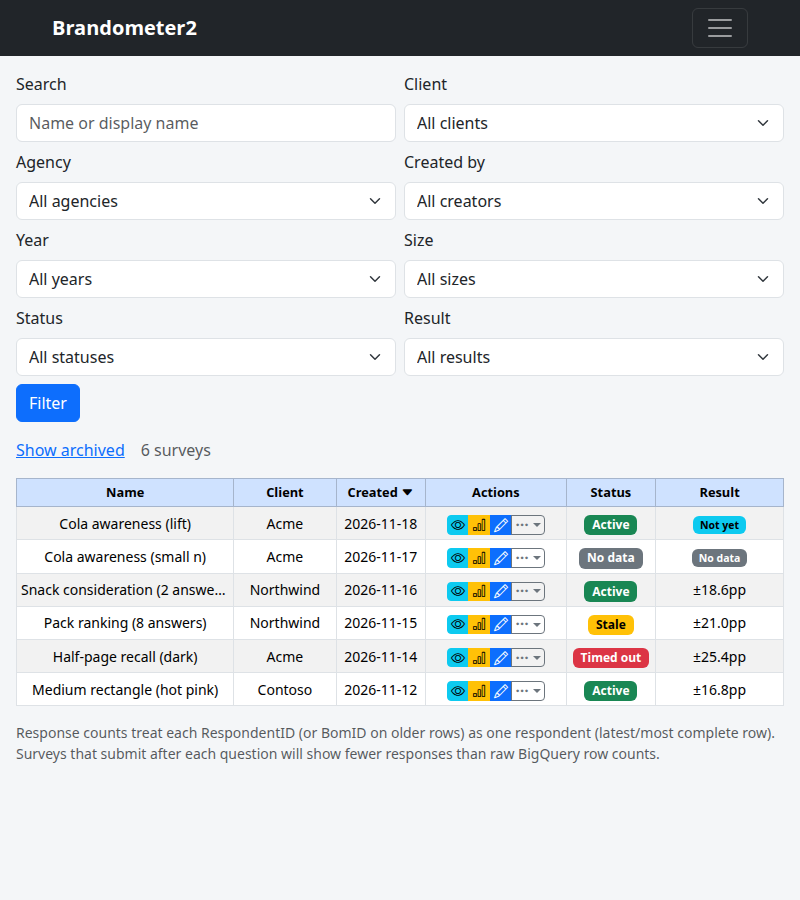 Brandometer2
Search Client
Name or display name All clients
Agency Created by
All agencies All creators
Year Size
All years All sizes
Status Result
All statuses All results
Filter
Show archived 6 surveys
Name Client Created ▼ Actions Status Result
Cola awareness (lift) Acme 2026-11-18 ··· Active Not yet
Cola awareness (small n) Acme 2026-11-17 ··· No data No data
Snack consideration (2 answe... Northwind 2026-11-16 ··· Active ±18.6pp
Pack ranking (8 answers) Northwind 2026-11-15 ··· Stale ±21.0pp
Half-page recall (dark) Acme 2026-11-14 ··· Timed out ±25.4pp
Medium rectangle (hot pink) Contoso 2026-11-12 ··· Active ±16.8pp
Response counts treat each RespondentID (or BomID on older rows) as one respondent (latest/most complete row).
Surveys that submit after each question will show fewer responses than raw BigQuery row counts.